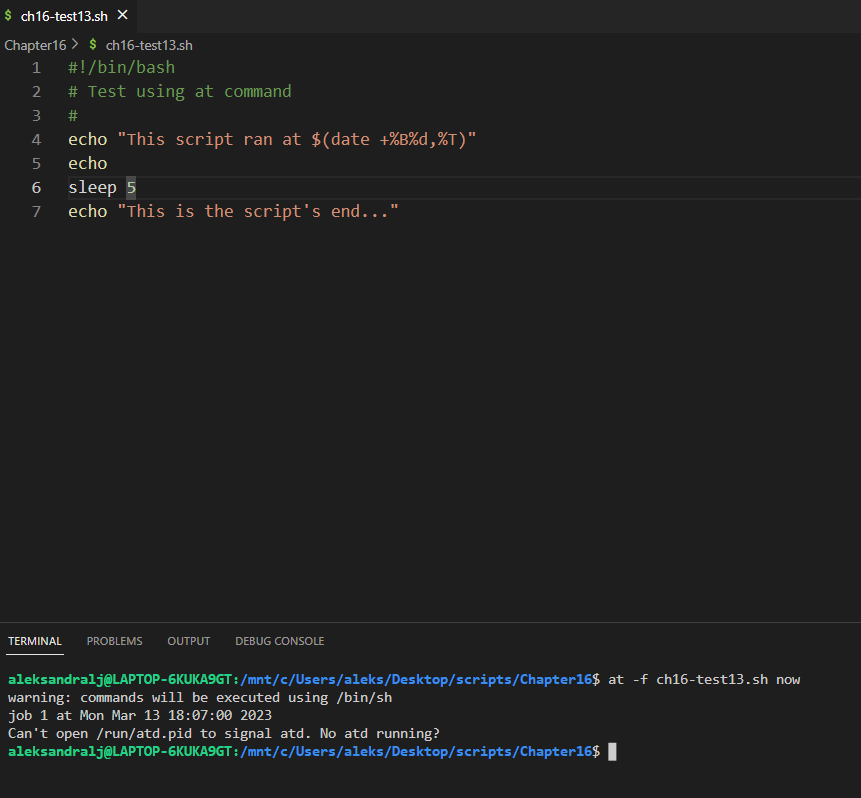 $ ch16-test13.sh ✕
Chapter16 > $ ch16-test13.sh
1 #!/bin/bash
2 # Test using at command
3 #
4 echo "This script ran at $(date +%B%d,%T)"
5 echo
6 sleep 5
7 echo "This is the script's end..."
TERMINAL PROBLEMS OUTPUT DEBUG CONSOLE
aleksandralj@LAPTOP-6KUKA9GT:/mnt/c/Users/aleks/Desktop/scripts/Chapter16$ at -f ch16-test13.sh now
warning: commands will be executed using /bin/sh
job 1 at Mon Mar 13 18:07:00 2023
Can't open /run/atd.pid to signal atd. No atd running?
aleksandralj@LAPTOP-6KUKA9GT:/mnt/c/Users/aleks/Desktop/scripts/Chapter16$